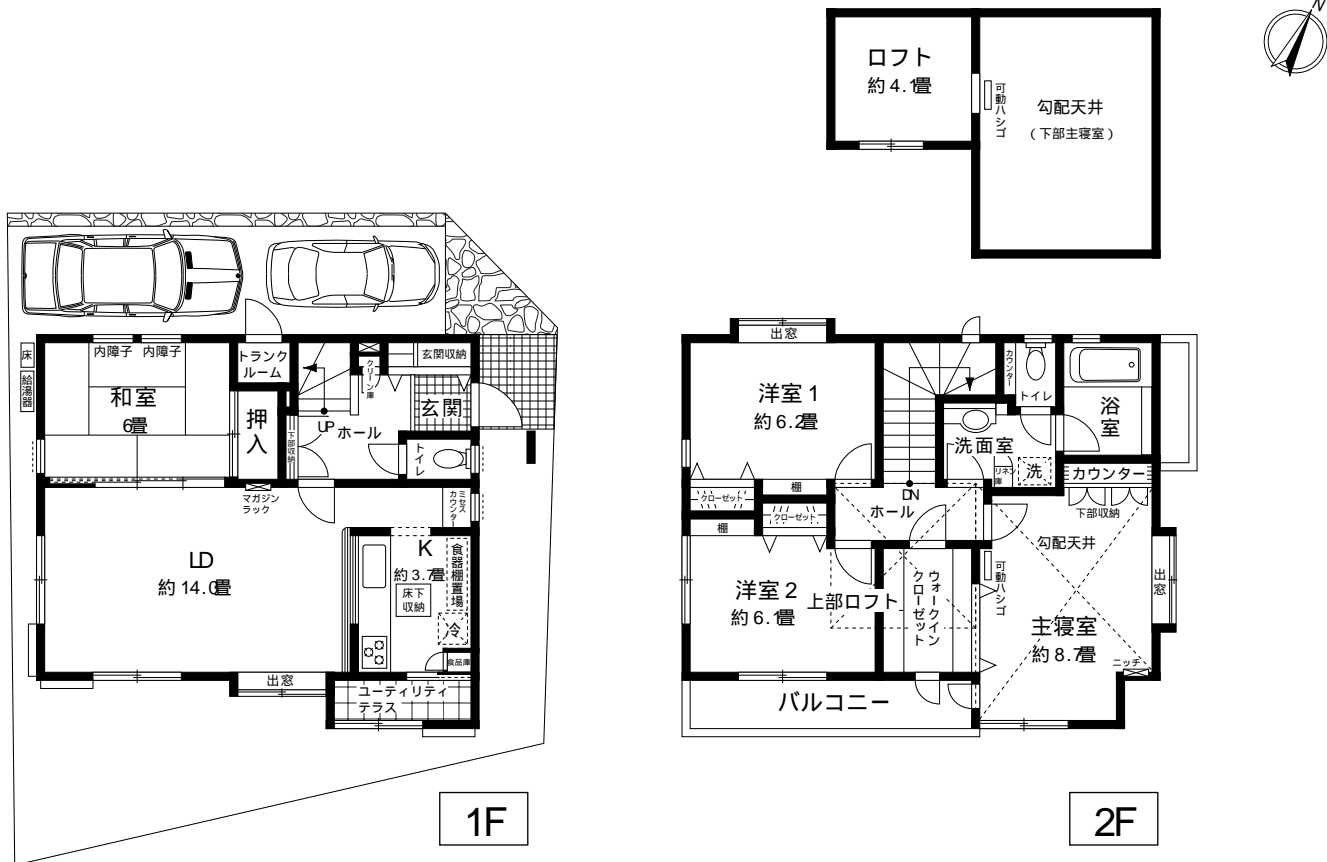 N
ロフト
約4.1畳
可動ハシゴ
勾配天井
(下部主寝室)
床
給湯器
内障子
内障子
和室
6畳
押入
トランク
ルーム
下部収納
UP
ホール
クリーン庫
玄関収納
玄関
トイレ
マガジン
ラック
ミセス
カウンター
LD
約14.0畳
K
約3.7畳
床下
収納
食器棚置場
冷
食品庫
出窓
ユーティリティ
テラス
1F
出窓
洋室1
約6.2畳
クローゼット
棚
棚
クローゼット
洋室2
約6.1畳
上部ロフト
DN
ホール
カウンター
トイレ
浴室
洗面室
リネン庫
洗
カウンター
下部収納
勾配天井
可動ハシゴ
ウォークイン
クローゼット
主寝室
約8.7畳
出窓
ニッチ
バルコニー
2F